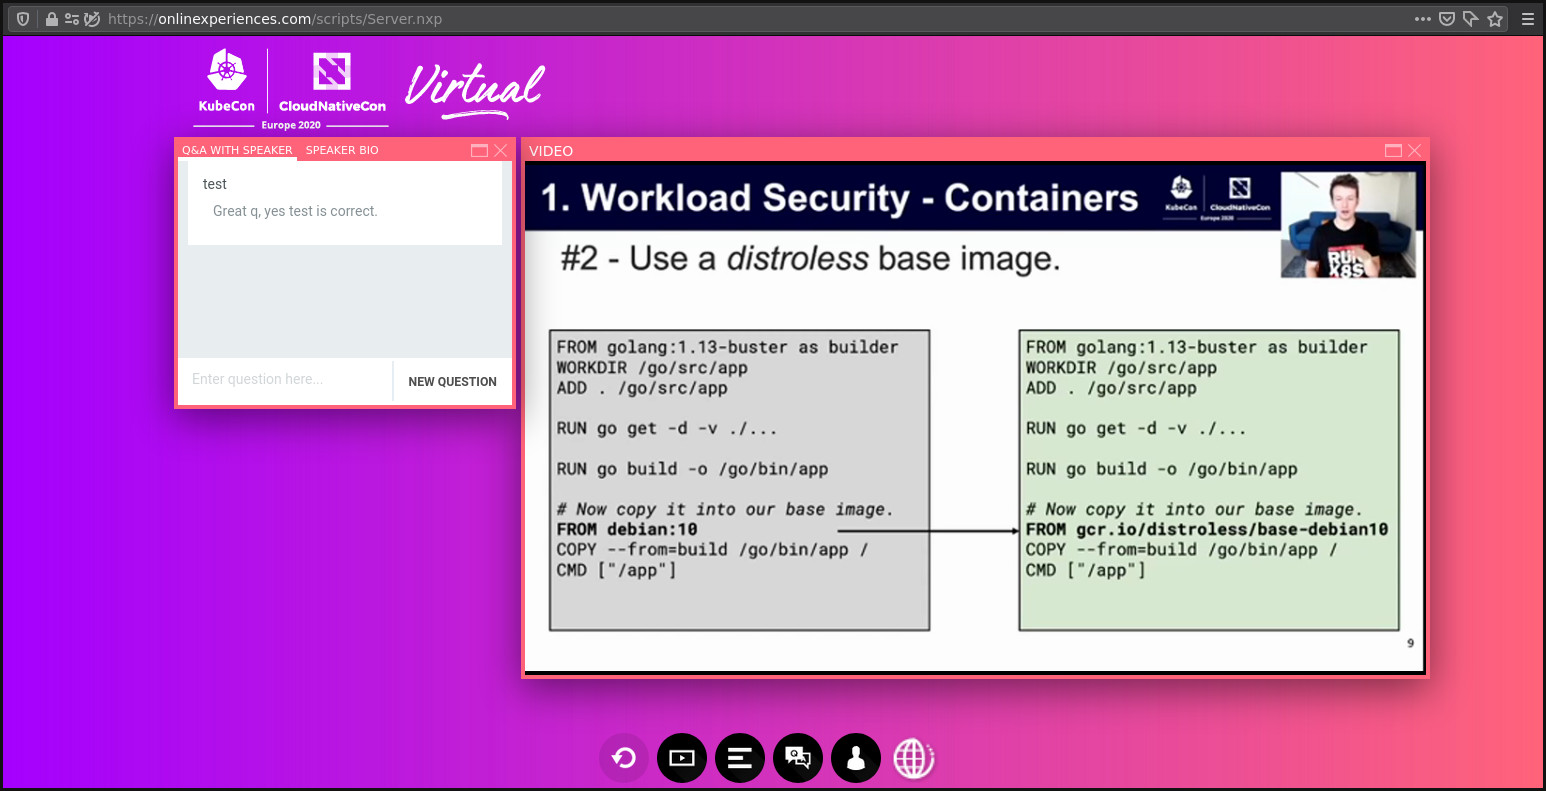 https://onlinexperiences.com/scripts/Server.nxp
KubeCon
CloudNativeCon
Europe 2020
Virtual
Q&A WITH SPEAKER
SPEAKER BIO
test
Great q, yes test is correct.
Enter question here...
NEW QUESTION
VIDEO
1. Workload Security - Containers
KubeCon
CloudNativeCon
Europe 2020
#2 - Use a distroless base image.
FROM golang:1.13-buster as builder
WORKDIR /go/src/app
ADD . /go/src/app
RUN go get -d -v ./...
RUN go build -o /go/bin/app
# Now copy it into our base image.
FROM debian:10
COPY --from=build /go/bin/app /
CMD ["/app"]
FROM golang:1.13-buster as builder
WORKDIR /go/src/app
ADD . /go/src/app
RUN go get -d -v ./...
RUN go build -o /go/bin/app
# Now copy it into our base image.
FROM gcr.io/distroless/base-debian10
COPY --from=build /go/bin/app /
CMD ["/app"]
9